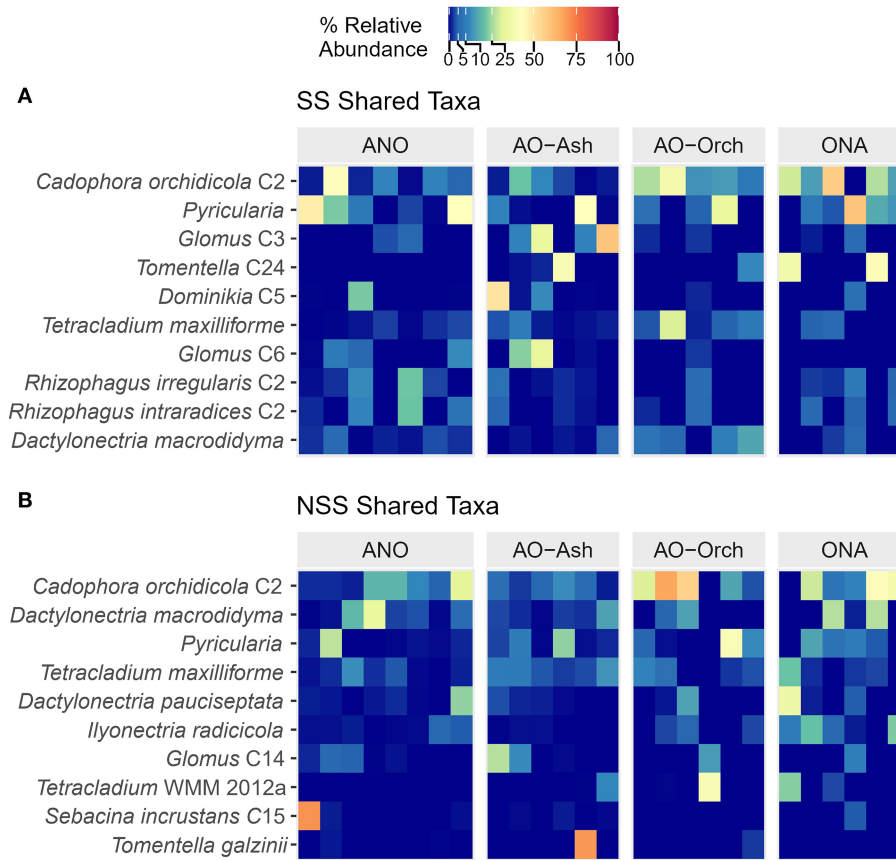 % Relative
Abundance
0 5 10 25 50 75 100
A
SS Shared Taxa
ANO AO−Ash AO−Orch ONA
Cadophora orchidicola C2
Pyricularia
Glomus C3
Tomentella C24
Dominikia C5
Tetracladium maxilliforme
Glomus C6
Rhizophagus irregularis C2
Rhizophagus intraradices C2
Dactylonectria macrodidyma
B
NSS Shared Taxa
ANO AO−Ash AO−Orch ONA
Cadophora orchidicola C2
Dactylonectria macrodidyma
Pyricularia
Tetracladium maxilliforme
Dactylonectria pauciseptata
Ilyonectria radicicola
Glomus C14
Tetracladium WMM 2012a
Sebacina incrustans C15
Tomentella galzinii